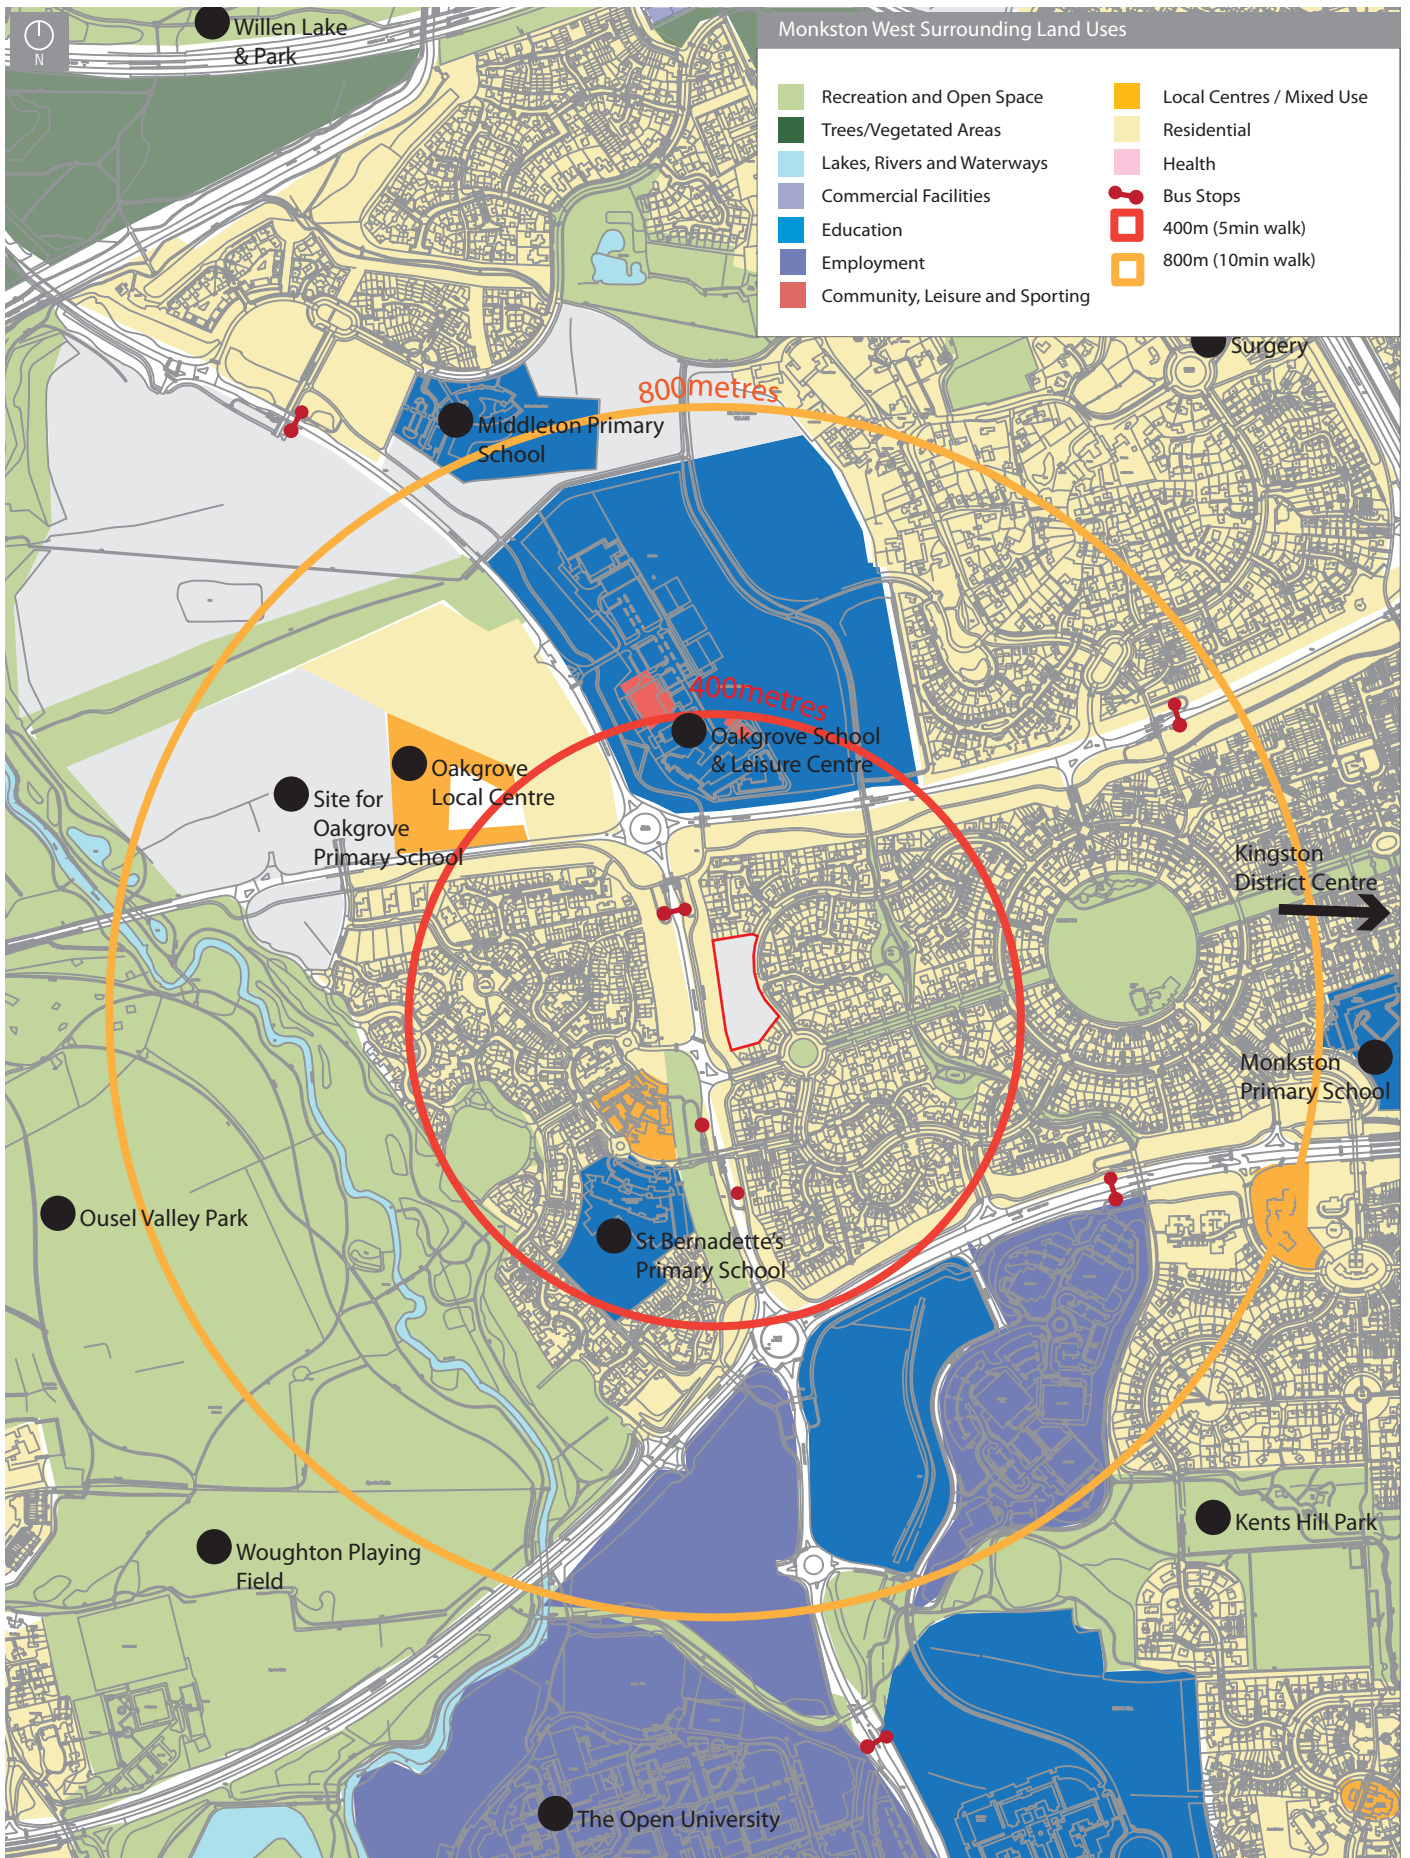 N
Willen Lake
& Park
Monkston West Surrounding Land Uses
Recreation and Open Space
Trees/Vegetated Areas
Lakes, Rivers and Waterways
Commercial Facilities
Education
Employment
Community, Leisure and Sporting
Local Centres / Mixed Use
Residential
Health
Bus Stops
400m (5min walk)
800m (10min walk)
Surgery
800metres
Middleton Primary
School
400metres
Oakgrove School
& Leisure Centre
Oakgrove
Local Centre
Site for
Oakgrove
Primary School
Kingston
District Centre
Monkston
Primary School
Ousel Valley Park
St Bernadette's
Primary School
Kents Hill Park
Woughton Playing
Field
The Open University